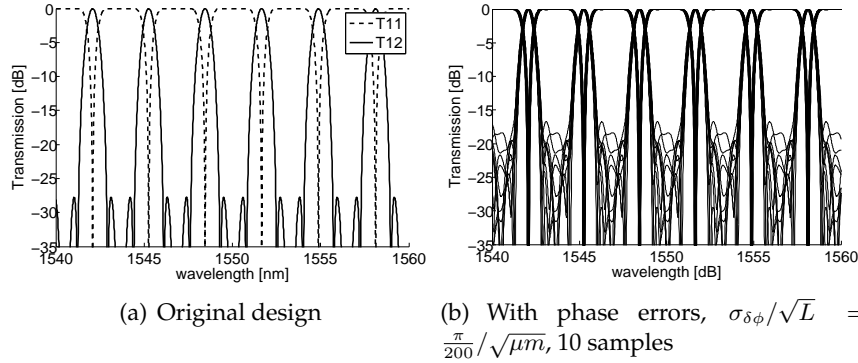 T11
T12
Transmission [dB]
0
−5
−10
−15
−20
−25
−30
−35
1540
1545
1550
1555
1560
wavelength [nm]
(a) Original design
Transmission [dB]
0
−5
−10
−15
−20
−25
−30
−35
1540
1545
1550
1555
1560
wavelength [dB]
(b) With phase errors, σ_{δφ}/√L =
π/200/√μm, 10 samples